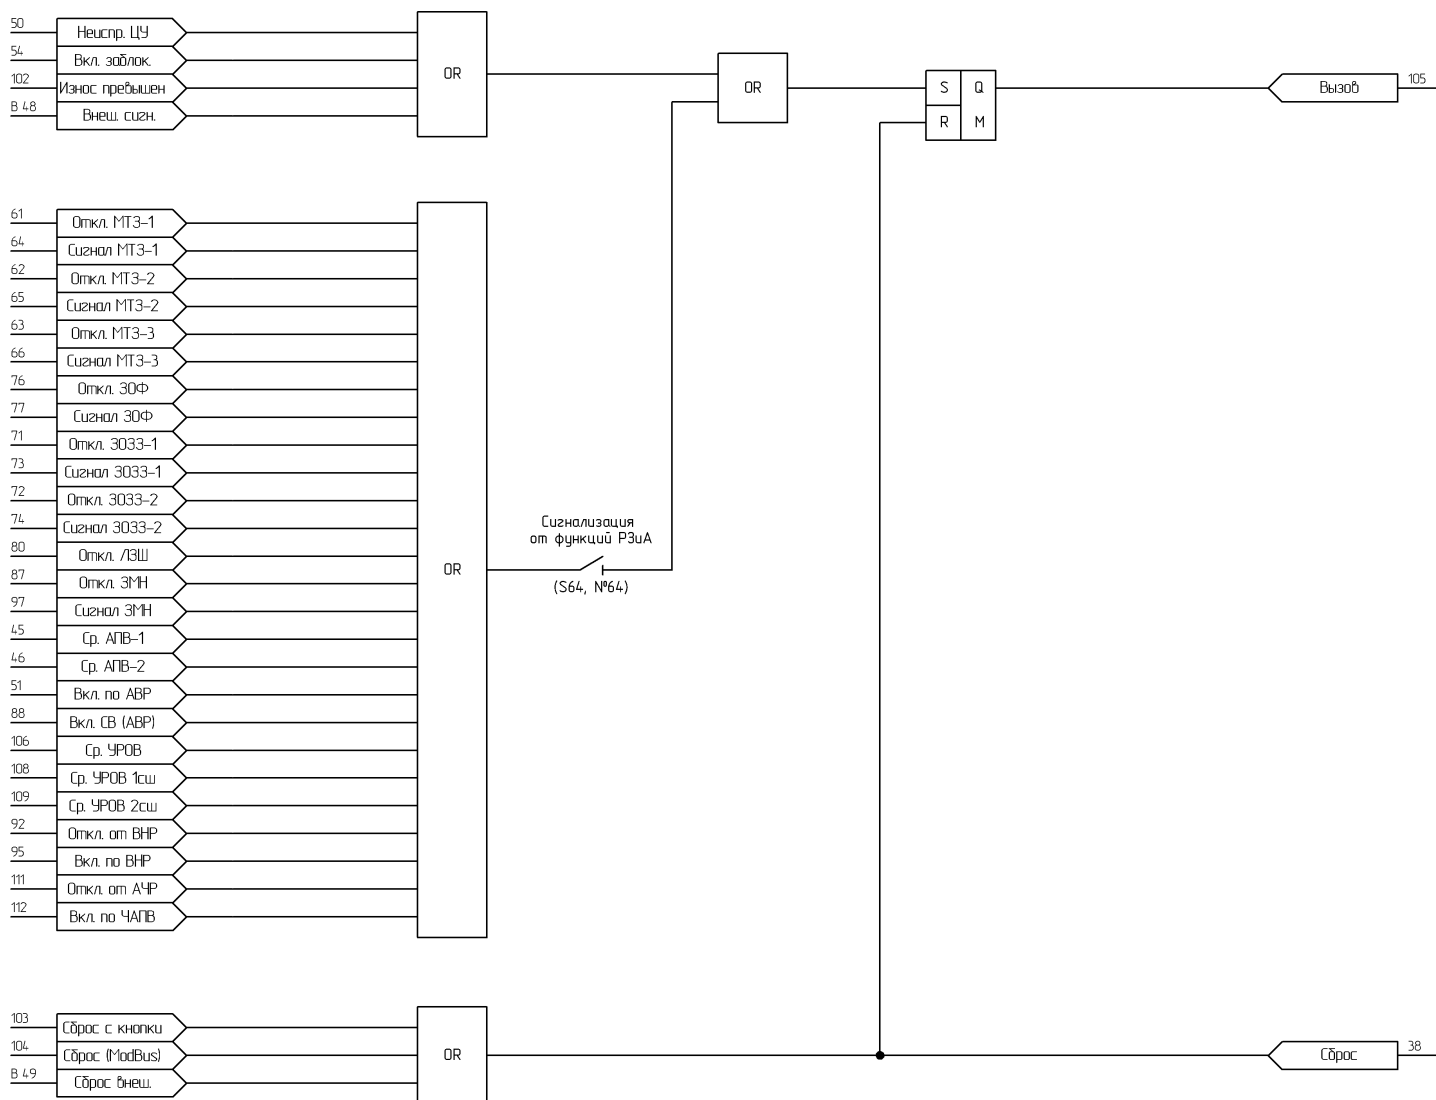 50 Неиспр. ЦУ
54 Вкл. заблок.
102 Износ превышен
В 48 Внеш. сигн.
OR
OR
S Q
R M
Вызов 105
61 Откл. МТЗ-1
64 Сигнал МТЗ-1
62 Откл. МТЗ-2
65 Сигнал МТЗ-2
63 Откл. МТЗ-3
66 Сигнал МТЗ-3
76 Откл. ЗОФ
77 Сигнал ЗОФ
71 Откл. ЗОЗЗ-1
73 Сигнал ЗОЗЗ-1
72 Откл. ЗОЗЗ-2
74 Сигнал ЗОЗЗ-2
80 Откл. ЛЗШ
87 Откл. ЗМН
97 Сигнал ЗМН
45 Ср. АПВ-1
46 Ср. АПВ-2
51 Вкл. по АВР
88 Вкл. СВ (АВР)
106 Ср. УРОВ
108 Ср. УРОВ 1сш
109 Ср. УРОВ 2сш
92 Откл. от ВНР
95 Вкл. по ВНР
111 Откл. от АЧР
112 Вкл. по ЧАПВ
OR
Сигнализация
от функций РЗиА
(S64, №64)
103 Сброс с кнопки
104 Сброс (ModBus)
В 49 Сброс внеш.
OR
Сброс 38